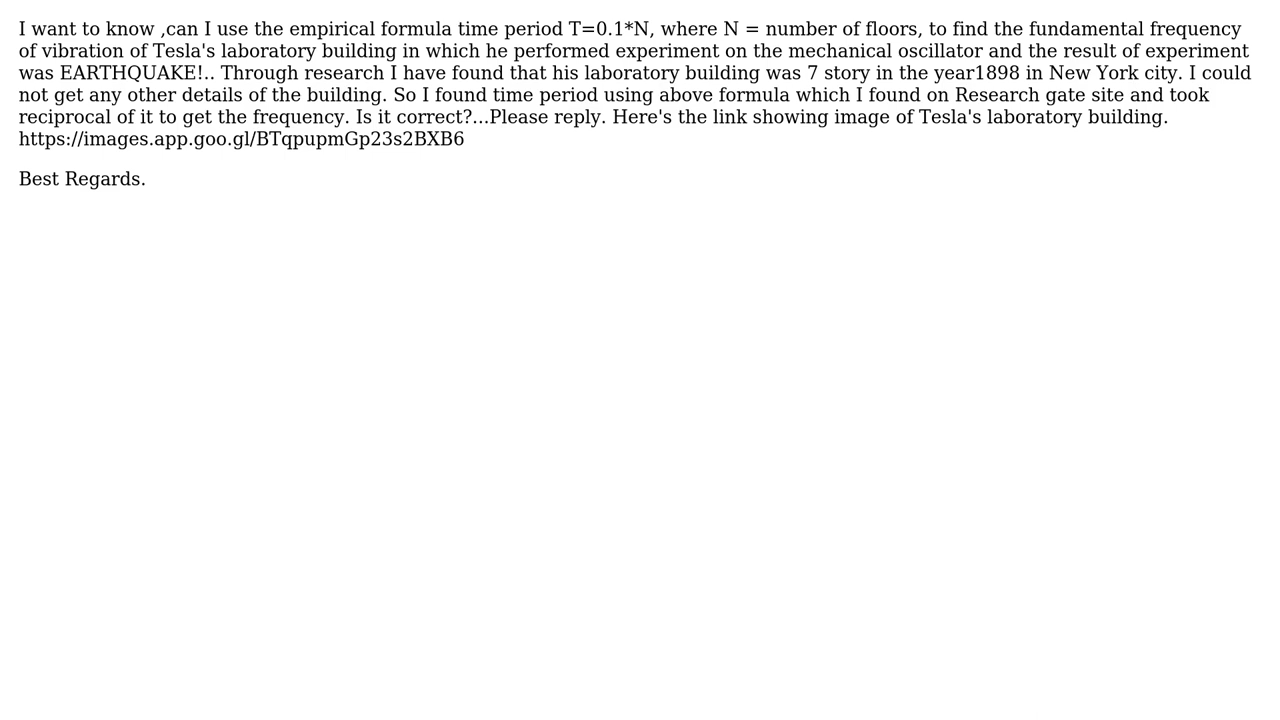 I want to know ,can I use the empirical formula time period T=0.1*N, where N = number of floors, to find the fundamental frequency
of vibration of Tesla's laboratory building in which he performed experiment on the mechanical oscillator and the result of experiment
was EARTHQUAKE!.. Through research I have found that his laboratory building was 7 story in the year1898 in New York city. I could
not get any other details of the building. So I found time period using above formula which I found on Research gate site and took
reciprocal of it to get the frequency. Is it correct?...Please reply. Here's the link showing image of Tesla's laboratory building.
https://images.app.goo.gl/BTqpupmGp23s2BXB6
Best Regards.